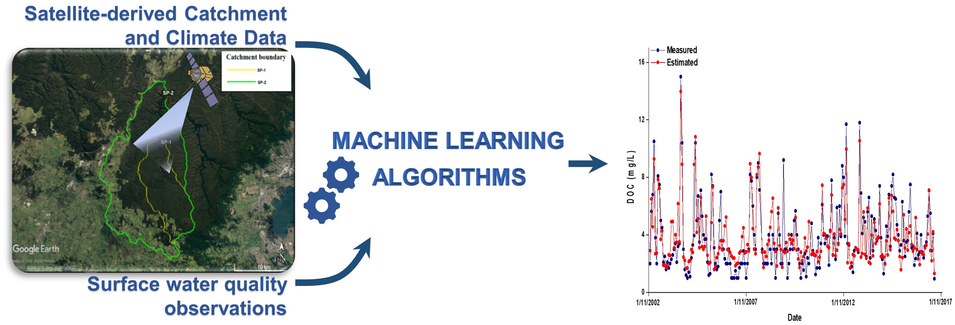 Satellite-derived Catchment
and Climate Data
Catchment boundary
SP-1
SP-2
SP-2
SP-1
Google Earth
Surface water quality
observations
MACHINE LEARNING
ALGORITHMS
Measured
Estimated
16
12
8
4
0
DOC (mg/L)
1/11/2002
1/11/2007
1/11/2012
1/11/2017
Date